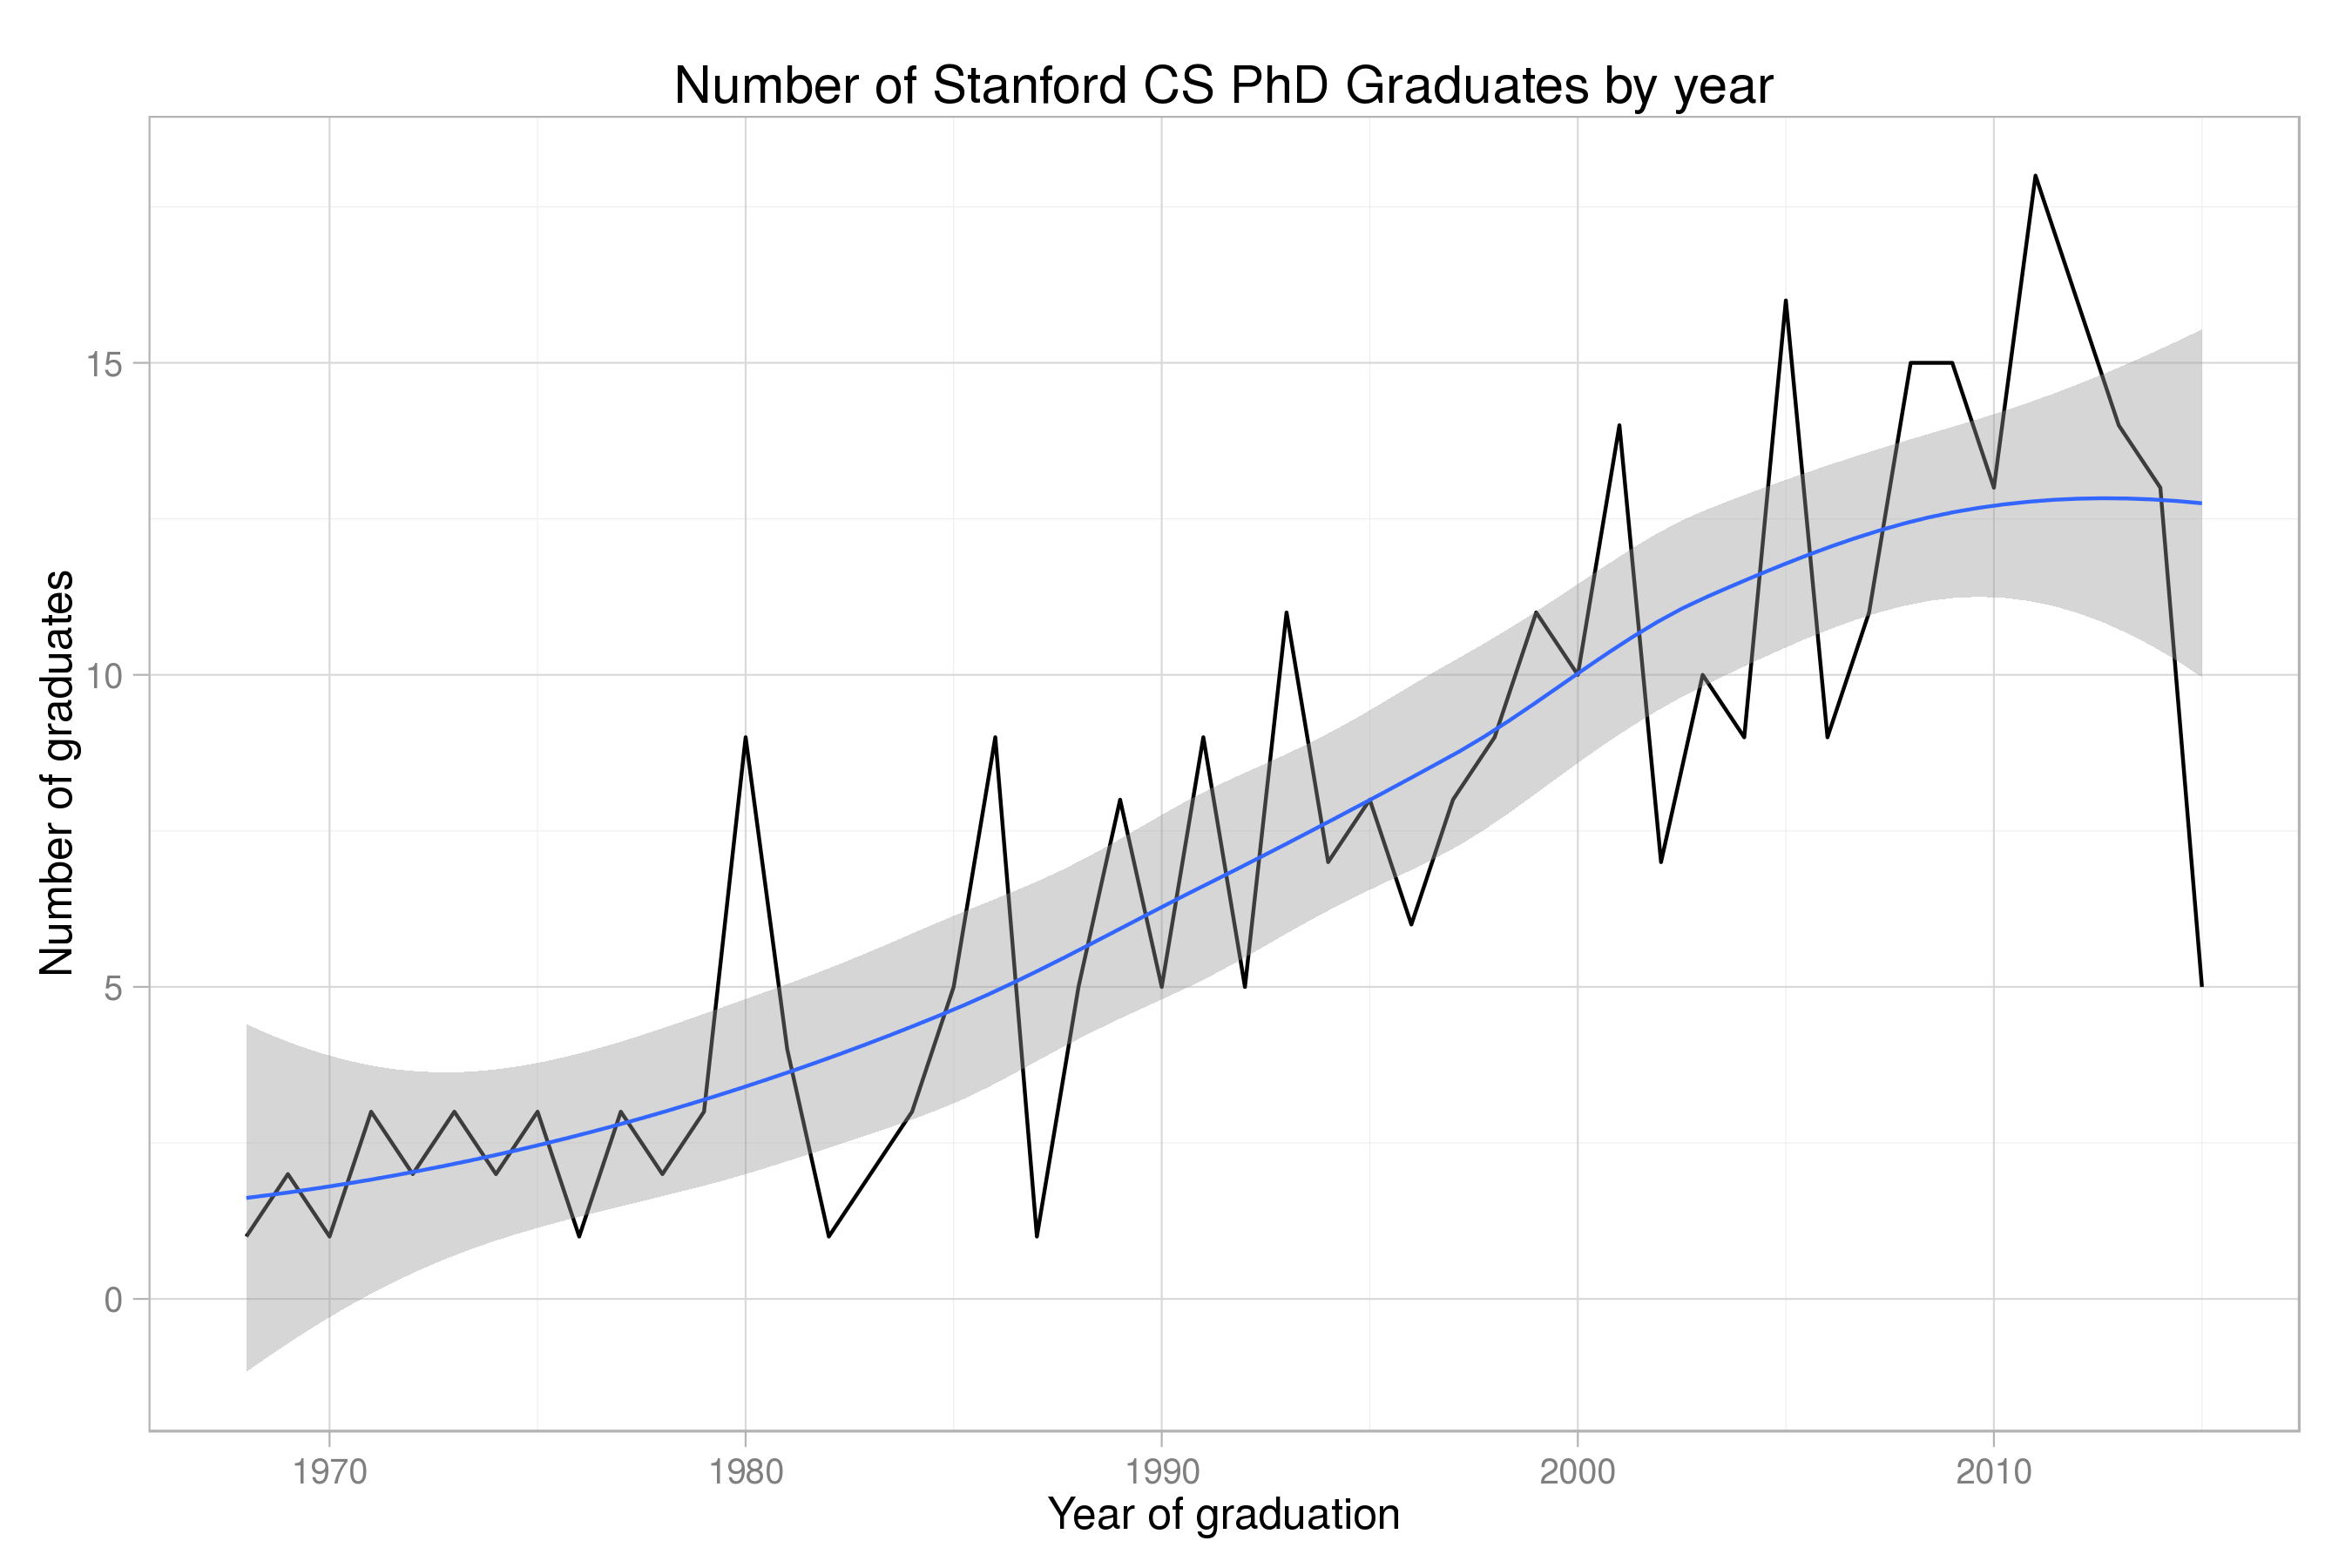 Number of Stanford CS PhD Graduates by year
Number of graduates
15
10
5
0
1970 1980 1990 2000 2010
Year of graduation